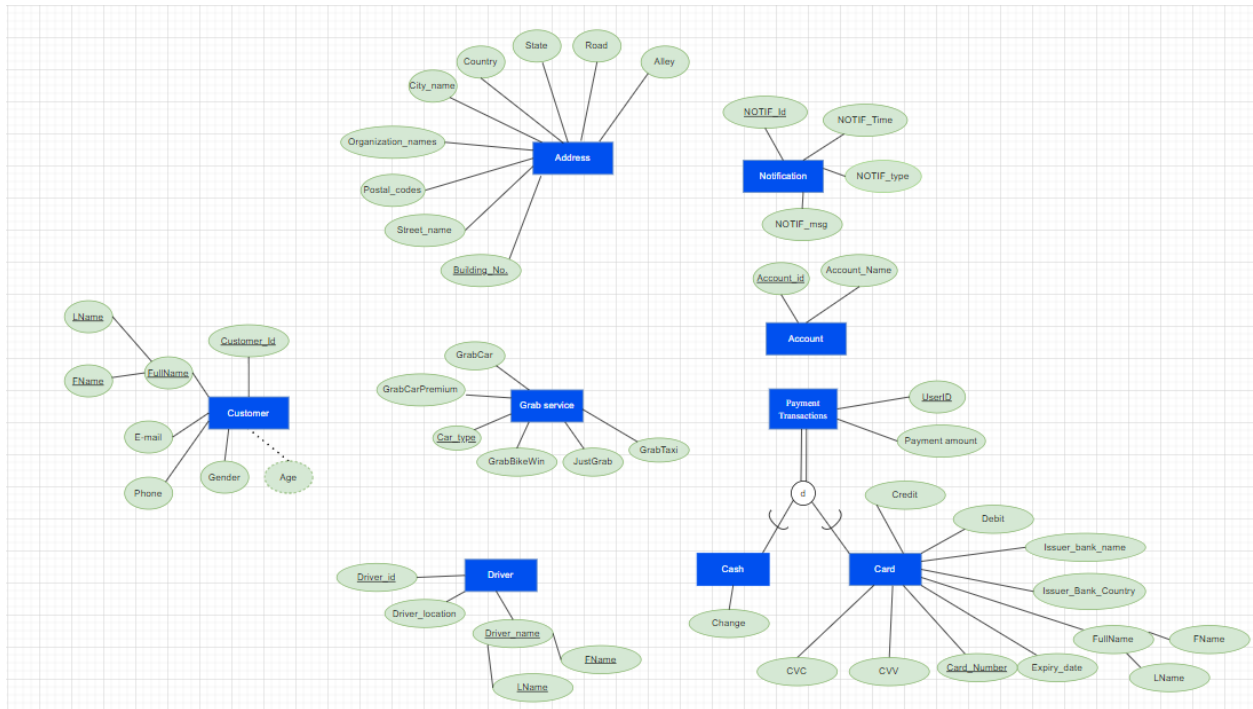 State
Road
Country
Alley
City_name
Organization_names
Address
Postal_codes
Street_name
Building_No.
NOTIF_Id
NOTIF_Time
Notification
NOTIF_type
NOTIF_msg
Account_id
Account_Name
Account
LName
Customer_Id
FName
FullName
Customer
E-mail
Phone
Gender
Age
GrabCar
GrabCarPremium
Grab service
Car_type
GrabBikeWin
JustGrab
GrabTaxi
Payment
Transactions
UserID
Payment amount
d
Credit
Debit
Cash
Card
Issuer_bank_name
Issuer_Bank_Country
Change
FullName
FName
LName
CVC
CVV
Card_Number
Expiry_date
Driver_id
Driver
Driver_location
Driver_name
FName
LName